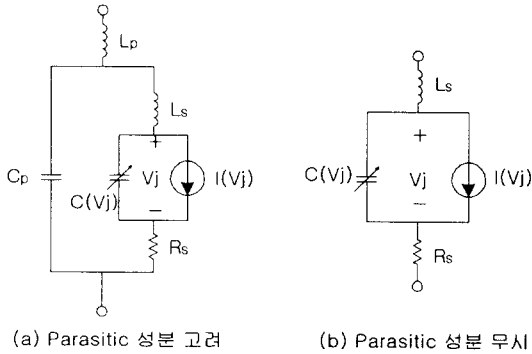 Lp
Ls
Cp
C(Vj)
+
Vj
−
I(Vj)
Rs
(a) Parasitic 성분 고려
Ls
C(Vj)
+
Vj
−
I(Vj)
Rs
(b) Parasitic 성분 무시